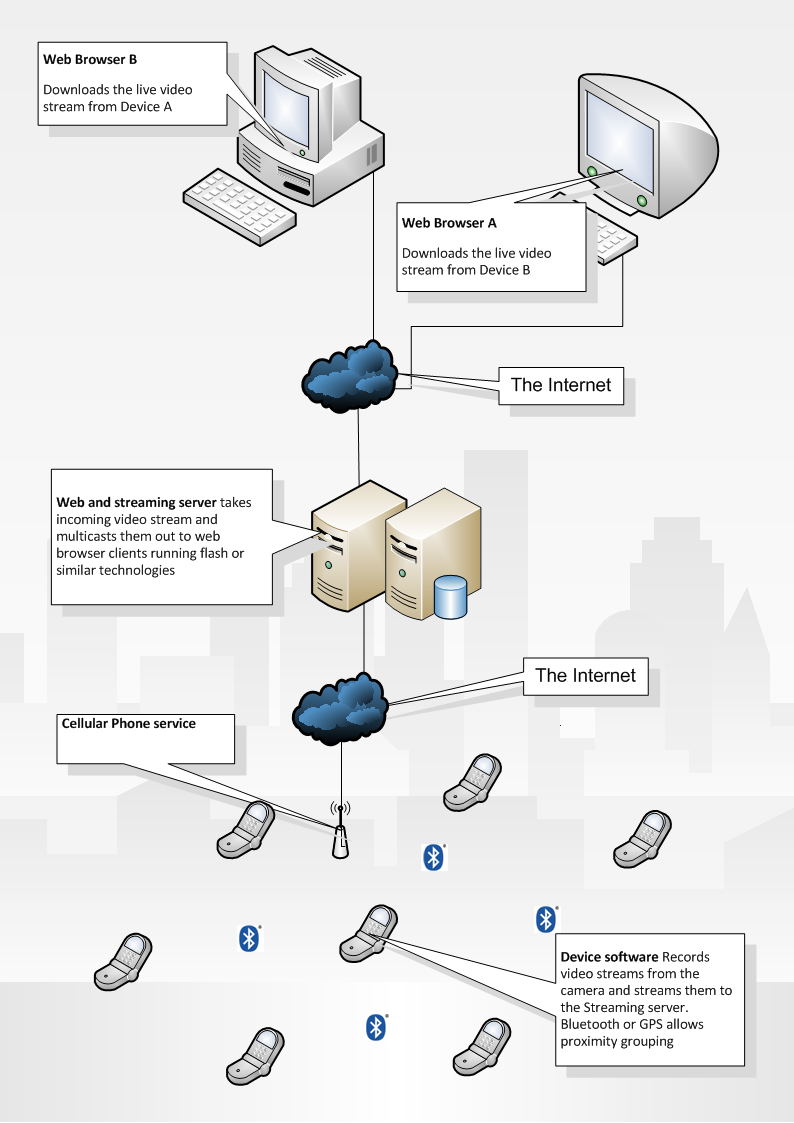 Web Browser B
Downloads the live video
stream from Device A
Web Browser A
Downloads the live video
stream from Device B
The Internet
Web and streaming server takes
incoming video stream and
multicasts them out to web
browser clients running flash or
similar technologies
The Internet
Cellular Phone service
Device software Records
video streams from the
camera and streams them to
the Streaming server.
Bluetooth or GPS allows
proximity grouping